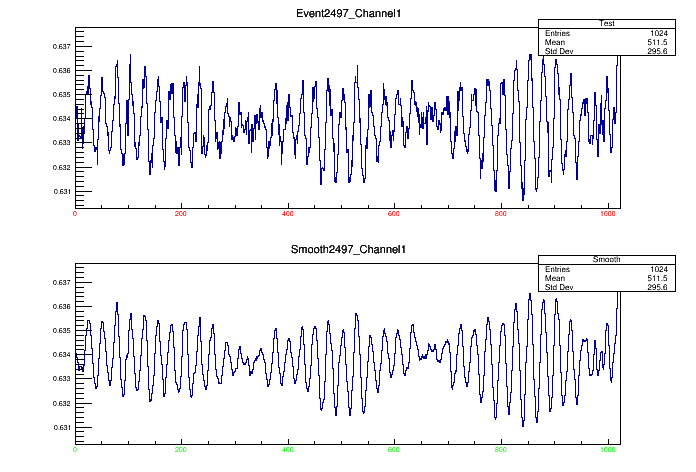 Event2497_Channel1
Test
Entries 1024
Mean 511.5
Std Dev 295.6
0.637
0.636
0.635
0.634
0.633
0.632
0.631
0 200 400 600 800 1000
Smooth2497_Channel1
Smooth
Entries 1024
Mean 511.5
Std Dev 295.6
0.637
0.636
0.635
0.634
0.633
0.632
0.631
0 200 400 600 800 1000